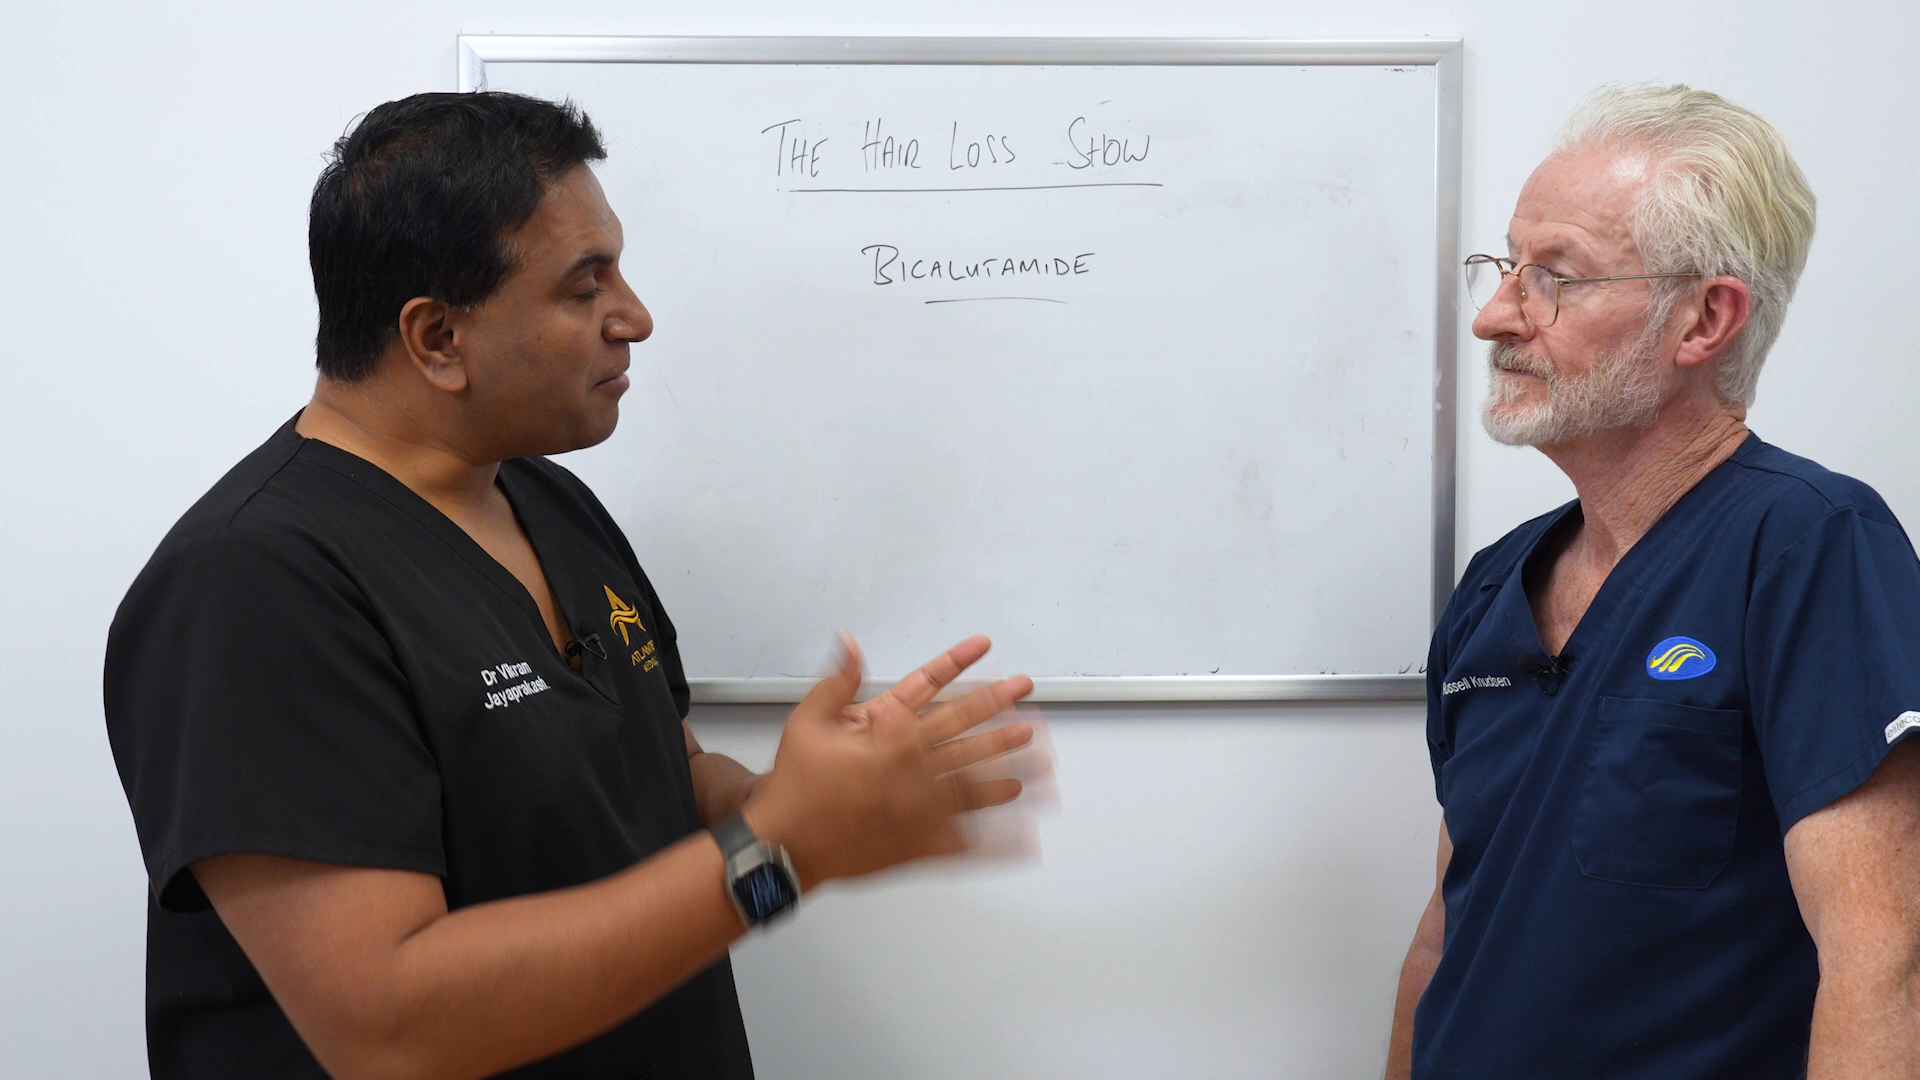 THE HAIR LOSS SHOW
BICALUTAMIDE
Dr Vikram
Jayaprakash.
Russell Knudsen